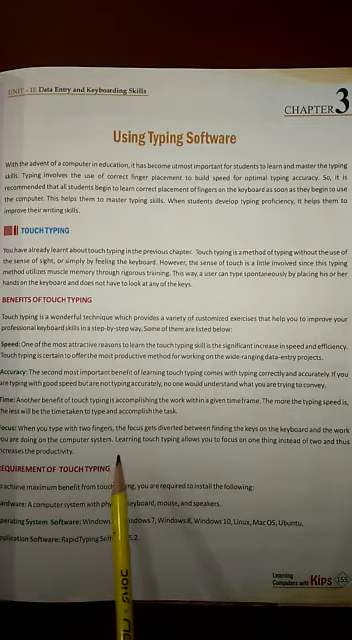 UNIT - II: Data Entry and Keyboarding Skills
CHAPTER 3
Using Typing Software
With the advent of a computer in education, it has become utmost important for students to learn and master the typing
skills. Typing involves the use of correct finger placement to build speed for optimal typing accuracy. So, it is
recommended that all students begin to learn correct placement of fingers on the keyboard as soon as they begin to use
the computer. This helps them to master typing skills. When students develop typing proficiency, it helps them to
improve their writing skills.
TOUCH TYPING
You have already learnt about touch typing in the previous chapter. Touch typing is a method of typing without the use of
the sense of sight, or simply by feeling the keyboard. However, the sense of touch is a little involved since this typing
method utilizes muscle memory through rigorous training. This way, a user can type spontaneously by placing his or her
hands on the keyboard and does not have to look at any of the keys.
BENEFITS OF TOUCH TYPING
Touch typing is a wonderful technique which provides a variety of customized exercises that help you to improve your
professional keyboard skills in a step-by-step way. Some of them are listed below:
Speed: One of the most attractive reasons to learn the touch typing skill is the significant increase in speed and efficiency.
Touch typing is certain to offer the most productive method for working on the wide-ranging data-entry projects.
Accuracy: The second most important benefit of learning touch typing comes with typing correctly and accurately. If you
are typing with good speed but are not typing accurately, no one would understand what you are trying to convey.
Time: Another benefit of touch typing is accomplishing the work within a given timeframe. The more the typing speed is,
the less will be the time taken to type and accomplish the task.
Focus: When you type with two fingers, the focus gets diverted between finding the keys on the keyboard and the work
you are doing on the computer system. Learning touch typing allows you to focus on one thing instead of two and thus
ncreases the productivity.
EQUIREMENT OF TOUCH TYPING
achieve maximum benefit from touch ing, you are required to install the following:
ardware: A computer system with phy keyboard, mouse, and speakers.
perating System Software: Windows indows 7, Windows 8, Windows 10, Linux, Mac OS, Ubuntu.
pplication Software: Rapid Typing Soft 5.2.
Learning
Computers with Kips 155